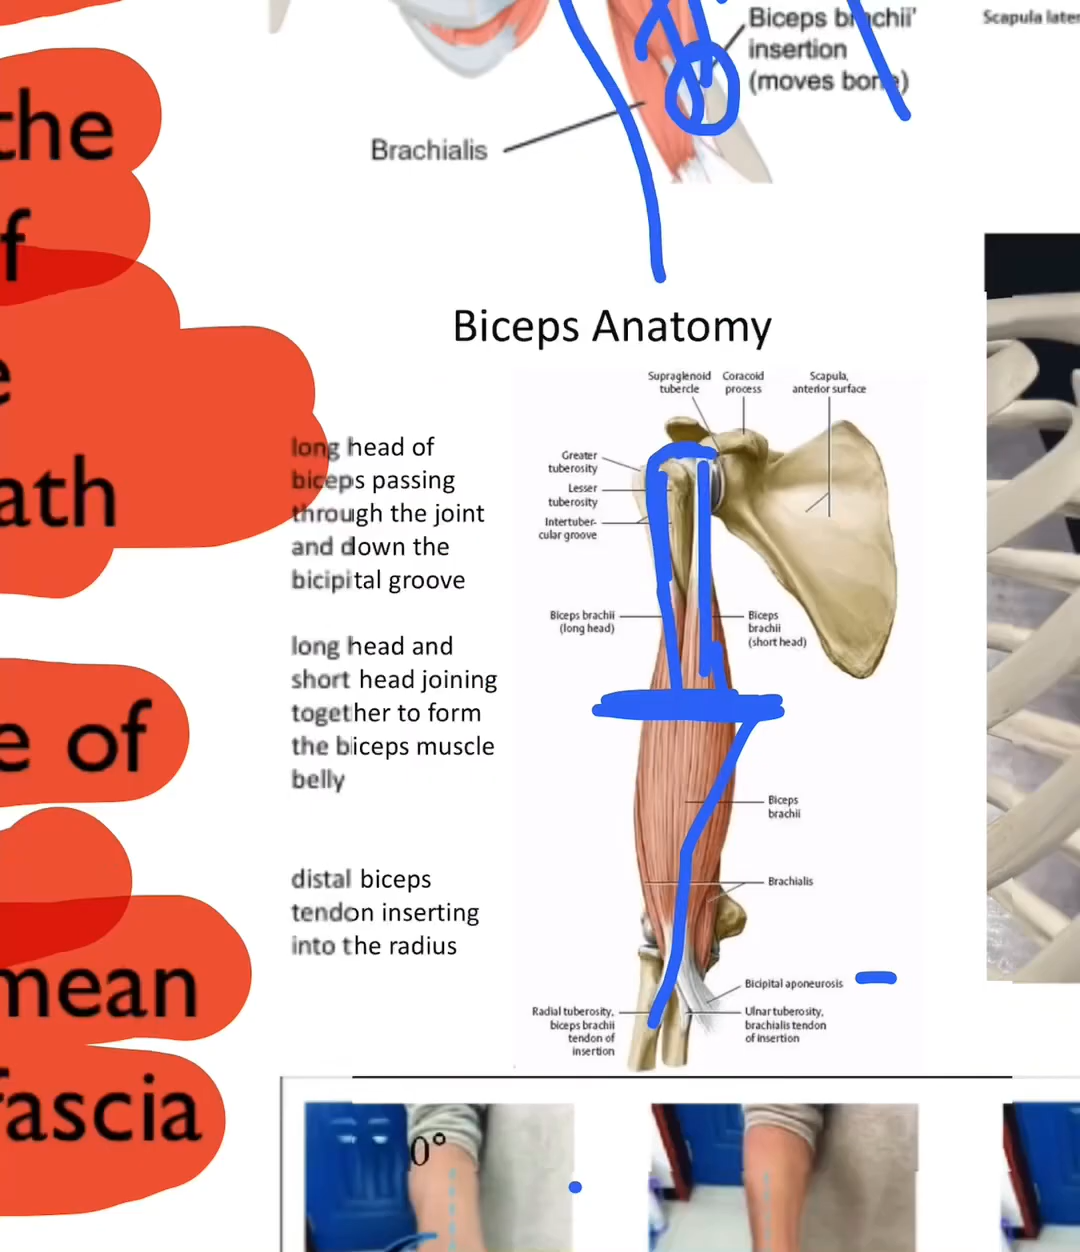 Biceps brachii'
insertion
(moves bone)
Scapula later
Brachialis
the
f
e
ath
e of
mean
fascia
Biceps Anatomy
long head of
biceps passing
through the joint
and down the
bicipital groove
long head and
short head joining
together to form
the biceps muscle
belly
distal biceps
tendon inserting
into the radius
Supraglenoid
tubercle
Coracoid
process
Scapula,
anterior surface
Greater
tuberosity
Lesser
tuberosity
Intertuber-
cular groove
Biceps brachii
(long head)
Biceps
brachii
(short head)
Biceps
brachii
Brachialis
Bicipital aponeurosis
Radial tuberosity,
biceps brachii
tendon of
insertion
Ulnar tuberosity,
brachialis tendon
of insertion
0°